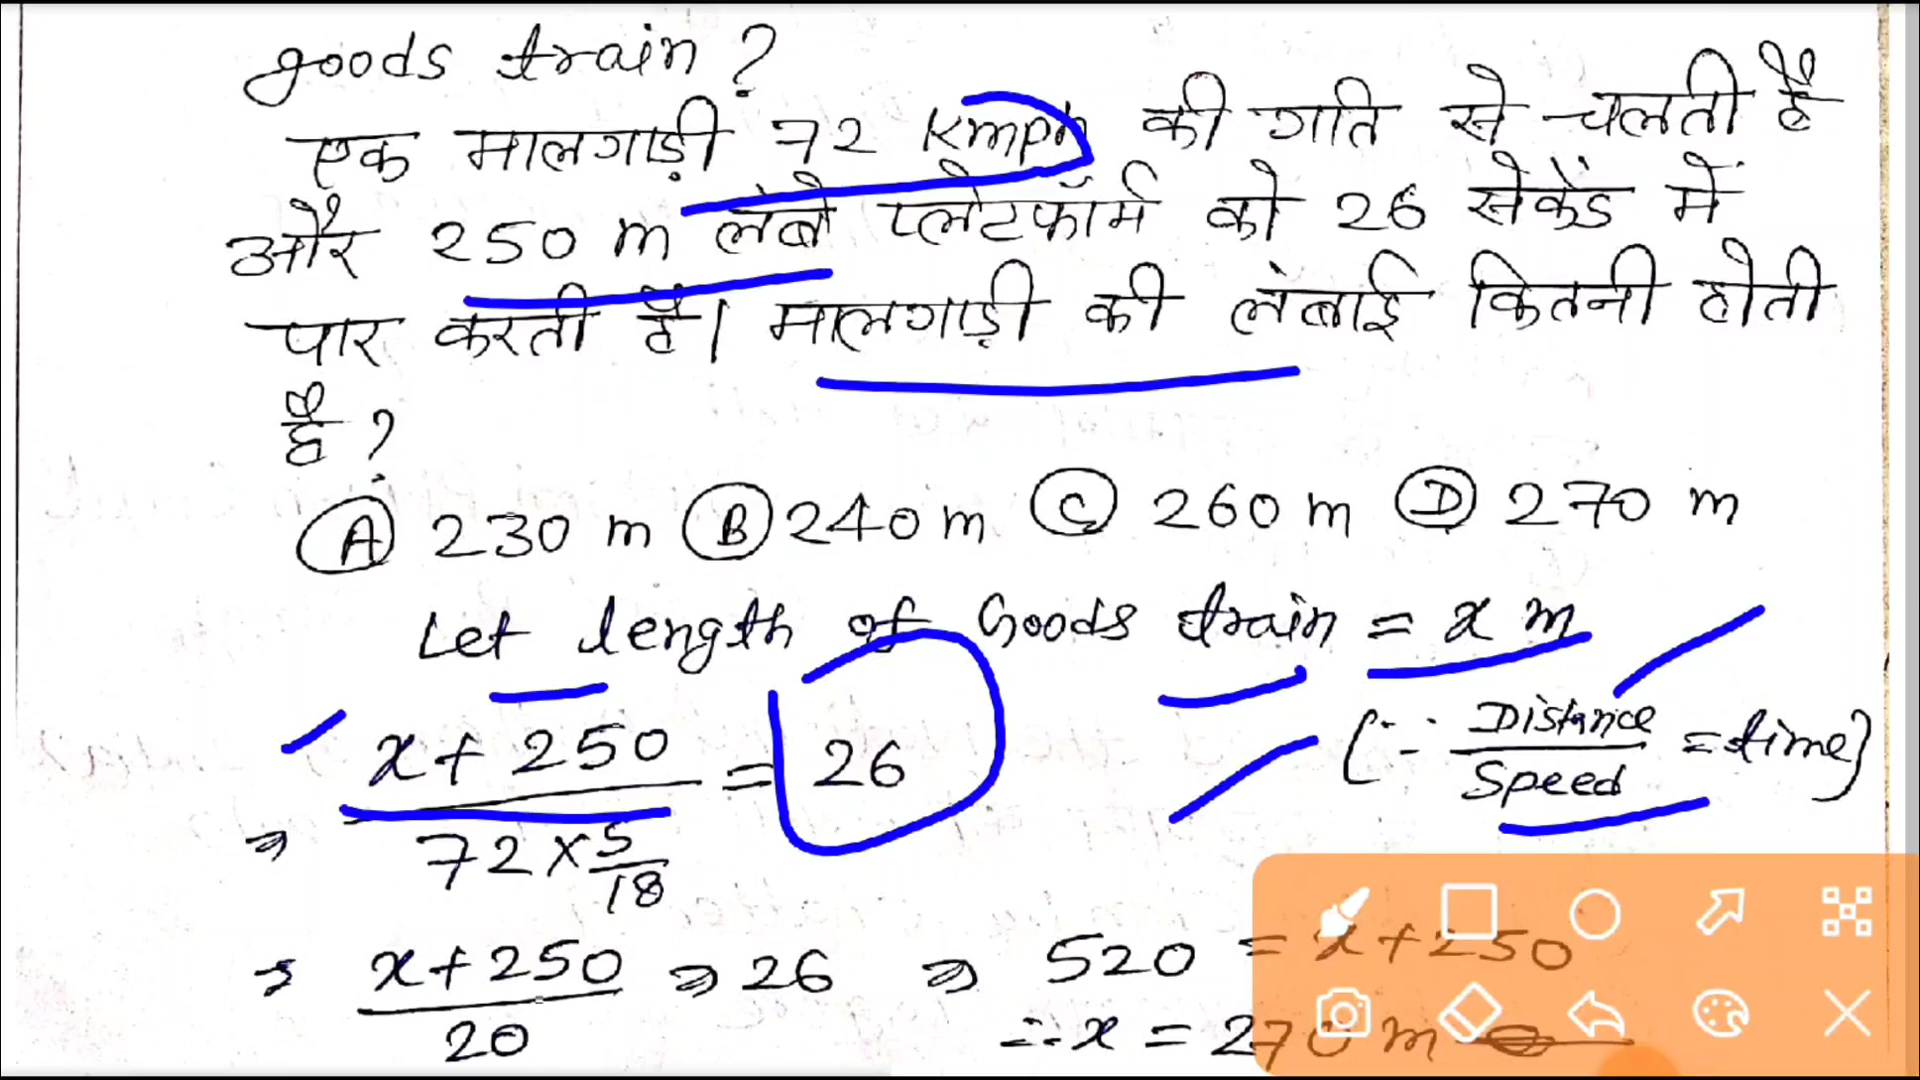 goods train?
एक मालगाड़ी 72 Kmph की गति से चलती है
और 250 m लंबे प्लेटफॉर्म को 26 सेकेंड में
पार करती है। मालगाड़ी की लंबाई कितनी होती
है?
(A) 230 m (B) 240 m (C) 260 m (D) 270 m
Let length of Goods train = x m
x + 250 / 72 × 5/18 = 26 {∵ Distance / Speed = time}
⇒ x + 250 / 20 ⇒ 26 ⇒ 520 = x + 250
∴ x = 270 m